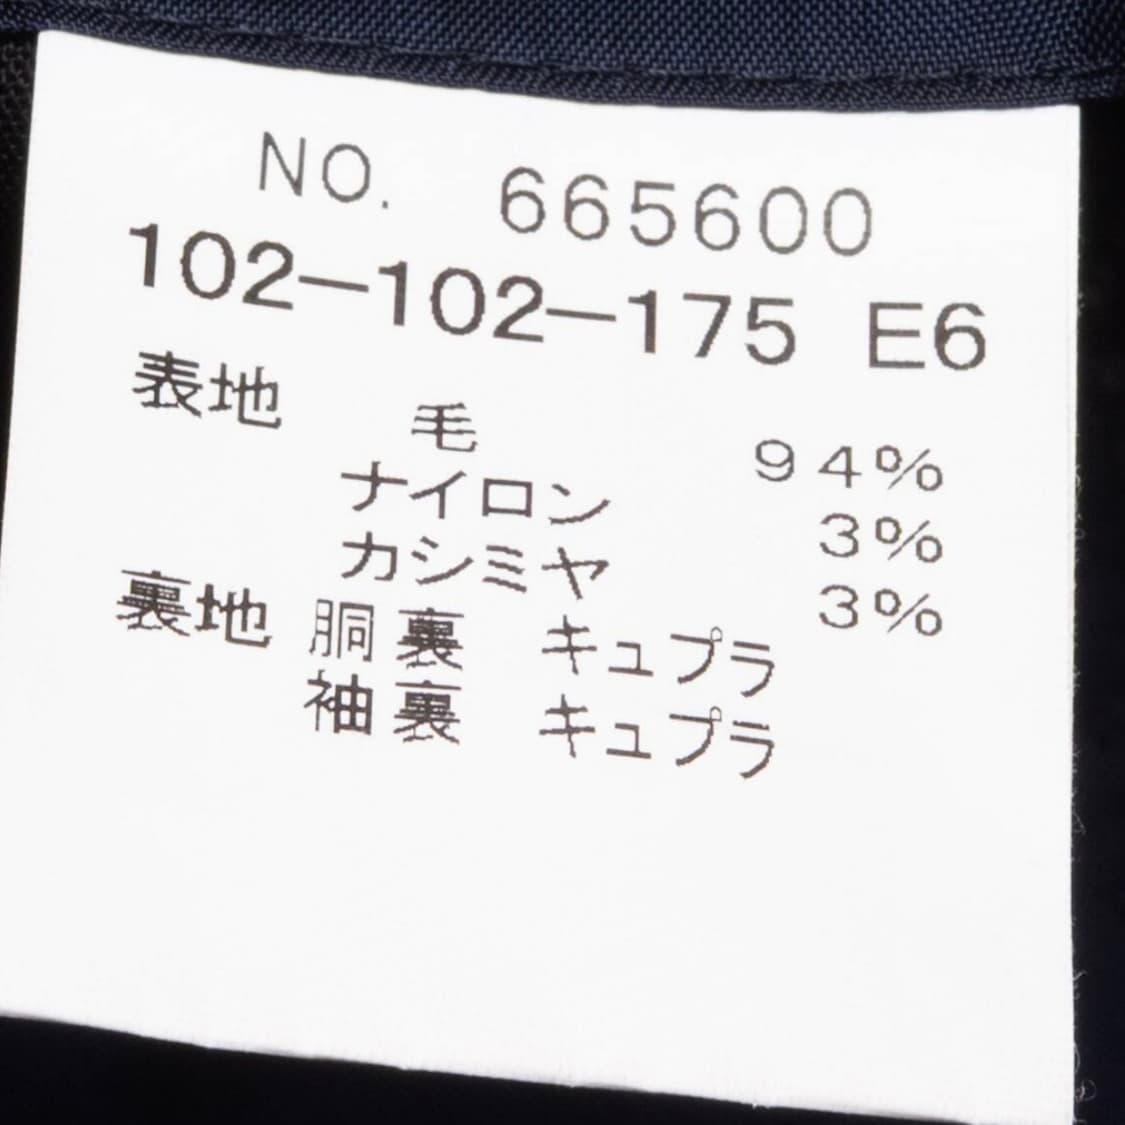 NO. 665600
102-102-175 E6
表地 毛 94%
ナイロン 3%
カシミヤ 3%
裏地 胴裏 キュプラ
袖裏 キュプラ